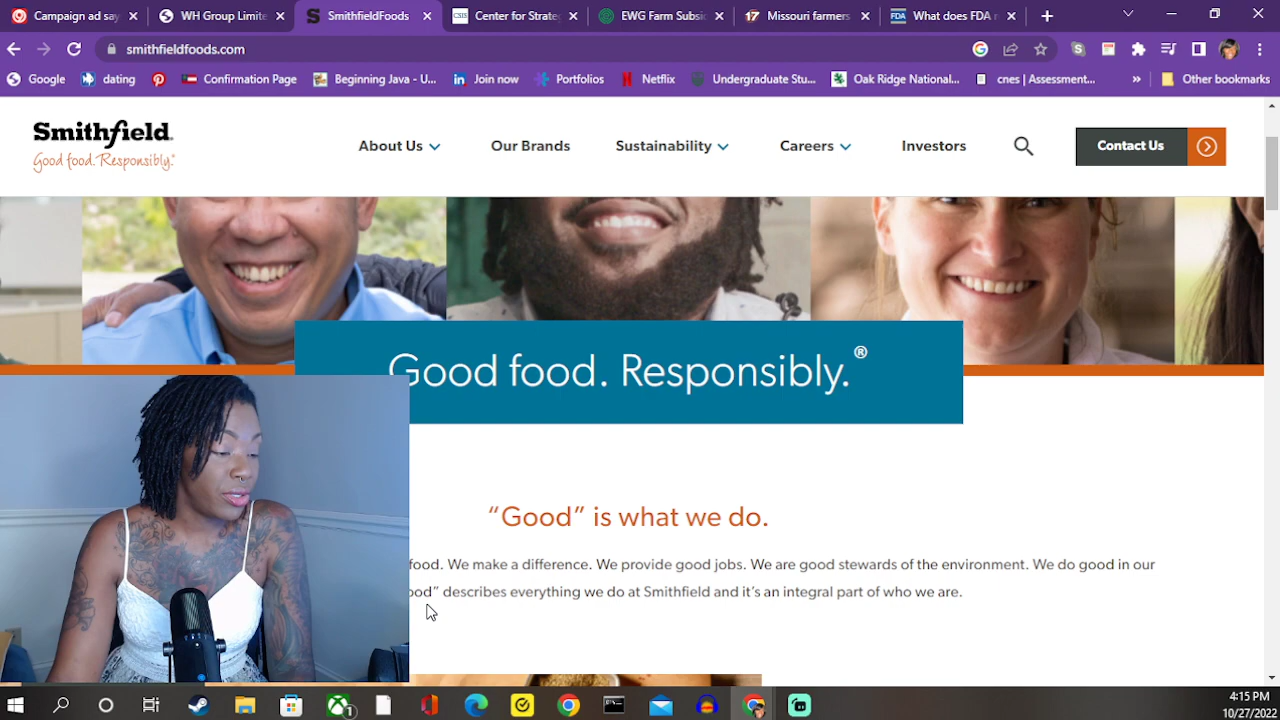 Campaign ad say
WH Group Limite
SmithfieldFoods
CSIS
Center for Strate
EWG Farm Subsi
17
Missouri farmers
FDA
What does FDA r
smithfieldfoods.com
Google
dating
Confirmation Page
Beginning Java - U...
Join now
Portfolios
Netflix
Undergraduate Stu...
Oak Ridge National...
cnes | Assessment...
»
Other bookmarks
Smithfield.
Good food. Responsibly.®
About Us
Our Brands
Sustainability
Careers
Investors
Contact Us
Good food. Responsibly.®
“Good” is what we do.
food. We make a difference. We provide good jobs. We are good stewards of the environment. We do good in our
ood” describes everything we do at Smithfield and it’s an integral part of who we are.
4:15 PM
10/27/2022